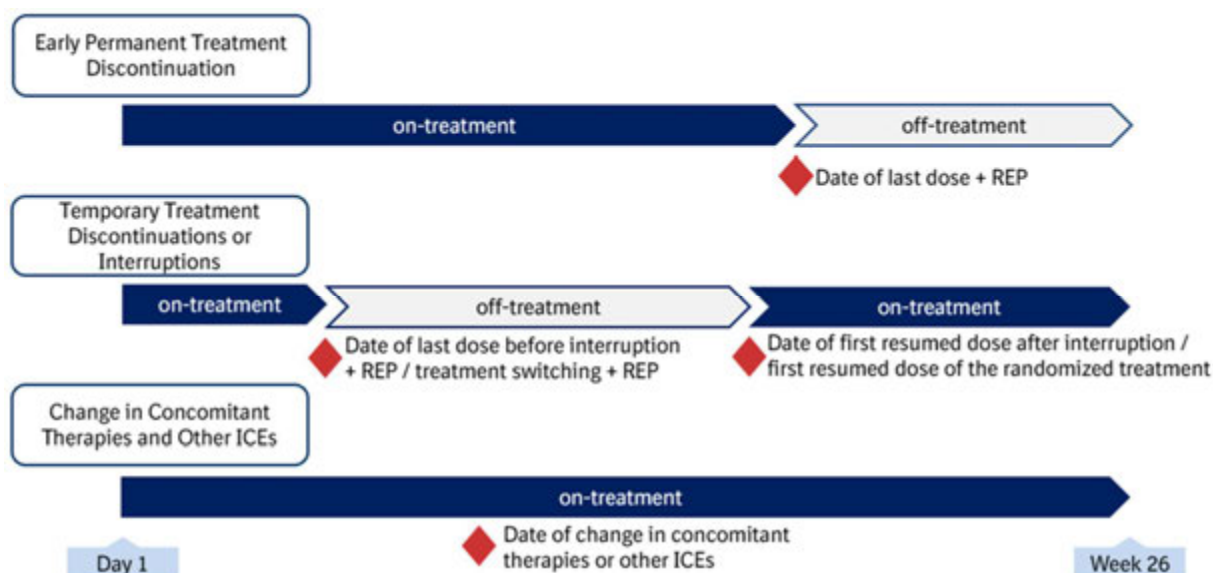 Early Permanent Treatment
Discontinuation
on-treatment
off-treatment
Date of last dose + REP
Temporary Treatment
Discontinuations or
Interruptions
on-treatment
off-treatment
on-treatment
Date of last dose before interruption
+ REP / treatment switching + REP
Date of first resumed dose after interruption /
first resumed dose of the randomized treatment
Change in Concomitant
Therapies and Other ICEs
on-treatment
Date of change in concomitant
therapies or other ICEs
Day 1
Week 26